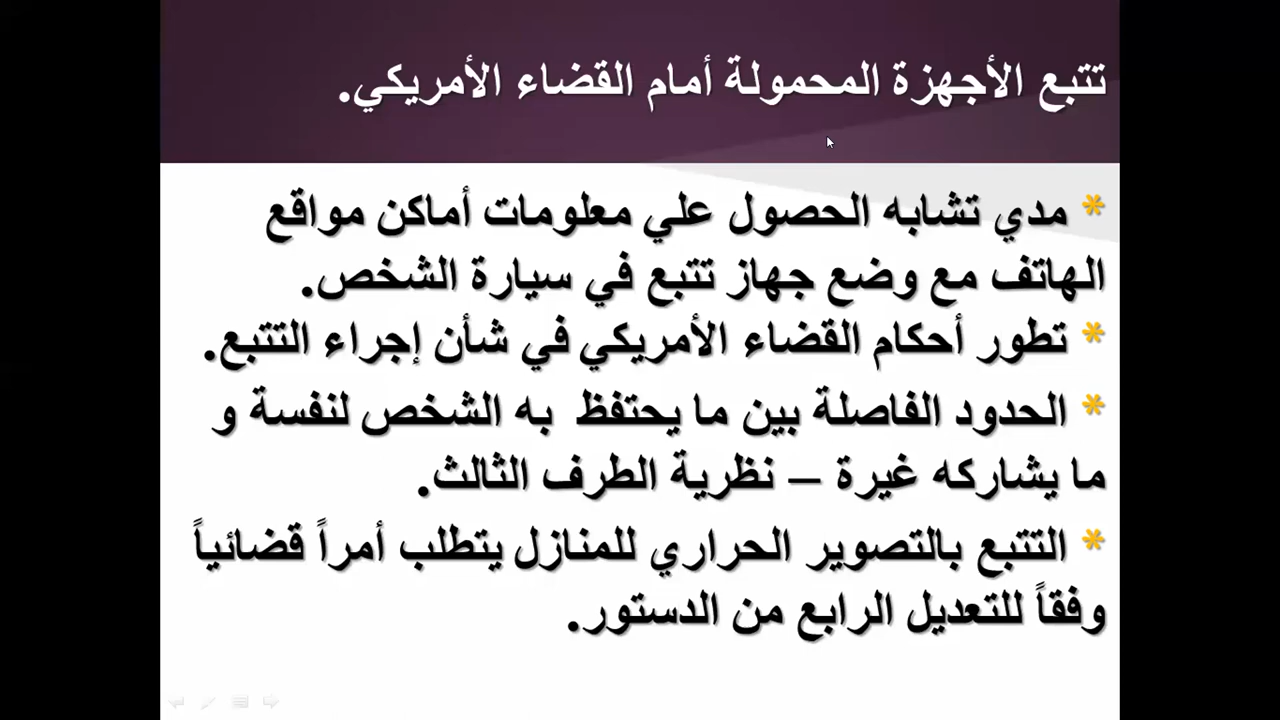 تتبع الأجهزة المحمولة أمام القضاء الأمريكي.
* مدي تشابه الحصول علي معلومات أماكن مواقع
الهاتف مع وضع جهاز تتبع في سيارة الشخص.
* تطور أحكام القضاء الأمريكي في شأن إجراء التتبع.
* الحدود الفاصلة بين ما يحتفظ به الشخص لنفسة و
ما يشاركه غيرة – نظرية الطرف الثالث.
* التتبع بالتصوير الحراري للمنازل يتطلب أمراً قضائياً
وفقاً للتعديل الرابع من الدستور.